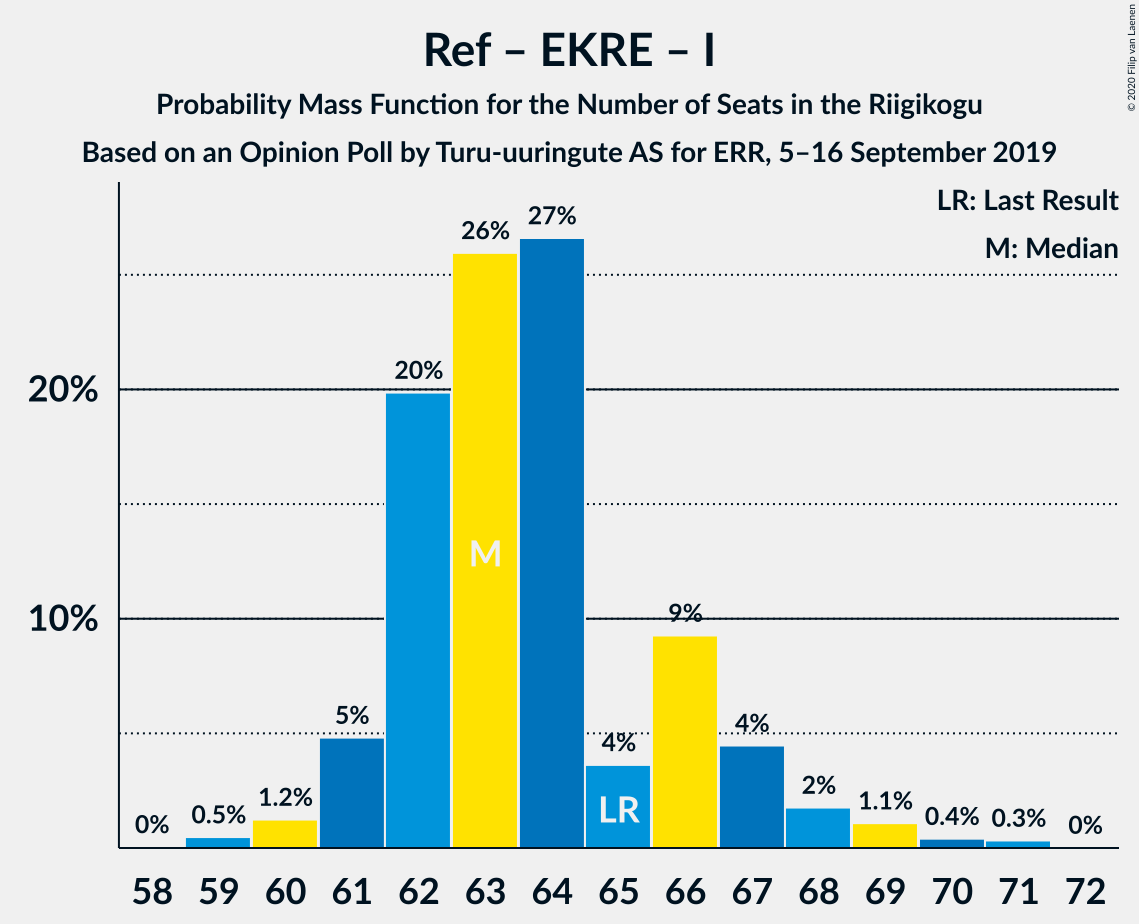 Ref – EKRE – I
Probability Mass Function for the Number of Seats in the Riigikogu
Based on an Opinion Poll by Turu-uuringute AS for ERR, 5–16 September 2019
© 2020 Filip van Laenen
LR: Last Result
M: Median
20%
10%
0%
0.5%
1.2%
5%
20%
26%
27%
4%
9%
4%
2%
1.1%
0.4%
0.3%
0%
M
LR
58 59 60 61 62 63 64 65 66 67 68 69 70 71 72